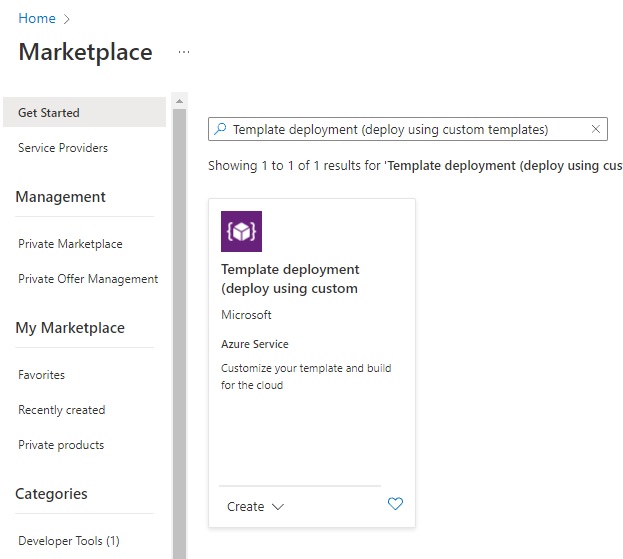 Home
Marketplace
Get Started
Service Providers
Management
Private Marketplace
Private Offer Management
My Marketplace
Favorites
Recently created
Private products
Categories
Developer Tools (1)
Template deployment (deploy using custom templates)
Showing 1 to 1 of 1 results for 'Template deployment (deploy using cus
Template deployment
(deploy using custom
Microsoft
Azure Service
Customize your template and build
for the cloud
Create